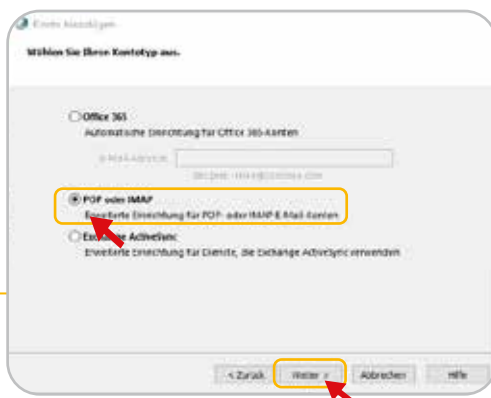 Konto hinzufügen
Wählen Sie Ihren Kontotyp aus.
Office 365
Automatische Einrichtung für Office 365-Konten
E-Mail-Adresse:
POP oder IMAP
Erweiterte Einrichtung für POP- oder IMAP-E-Mail-Konten
Exchange ActiveSync
Erweiterte Einrichtung für Dienste, die Exchange ActiveSync verwenden
< Zurück
Weiter >
Abbrechen
Hilfe